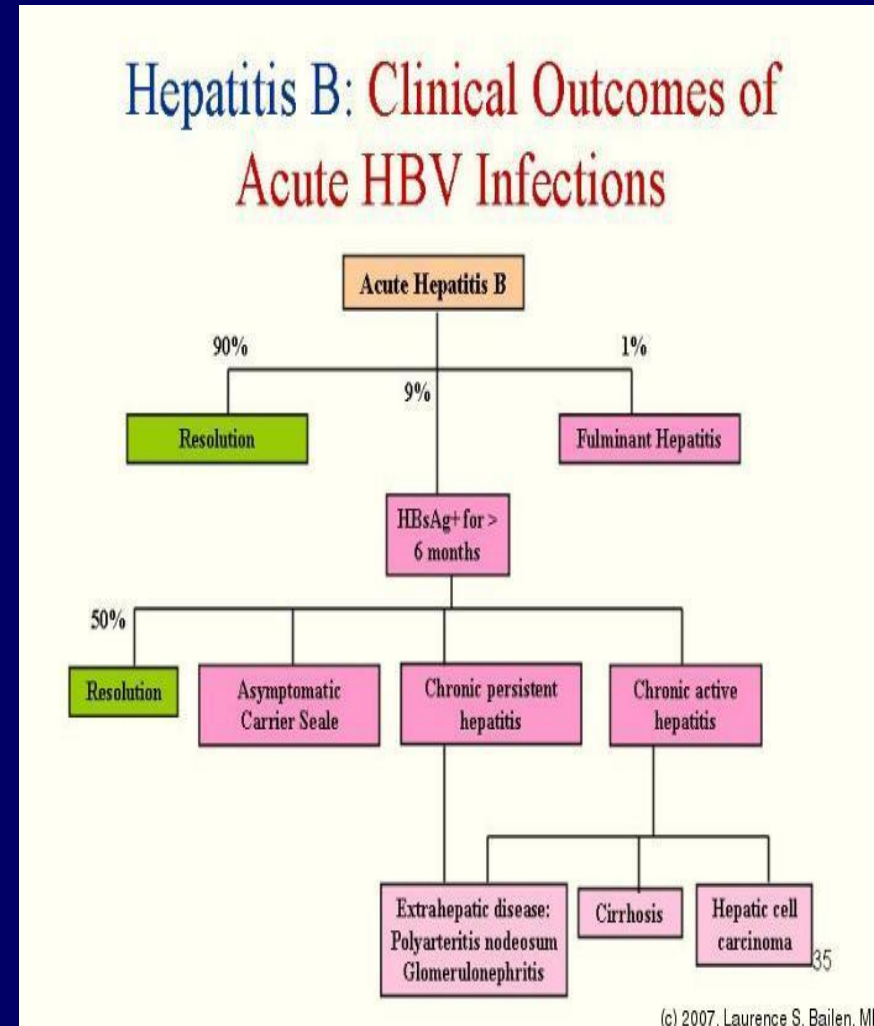 Hepatitis B: Clinical Outcomes of
Acute HBV Infections
Acute Hepatitis B
90%
1%
9%
Resolution
Fulminant Hepatitis
HBsAg+ for >
6 months
50%
Resolution
Asymptomatic
Carrier Seale
Chronic persistent
hepatitis
Chronic active
hepatitis
Extrahepatic disease:
Polyarteritis nodeosum
Glomerulonephritis
Cirrhosis
Hepatic cell
carcinoma
35
(c) 2007, Laurence S. Bailen, M